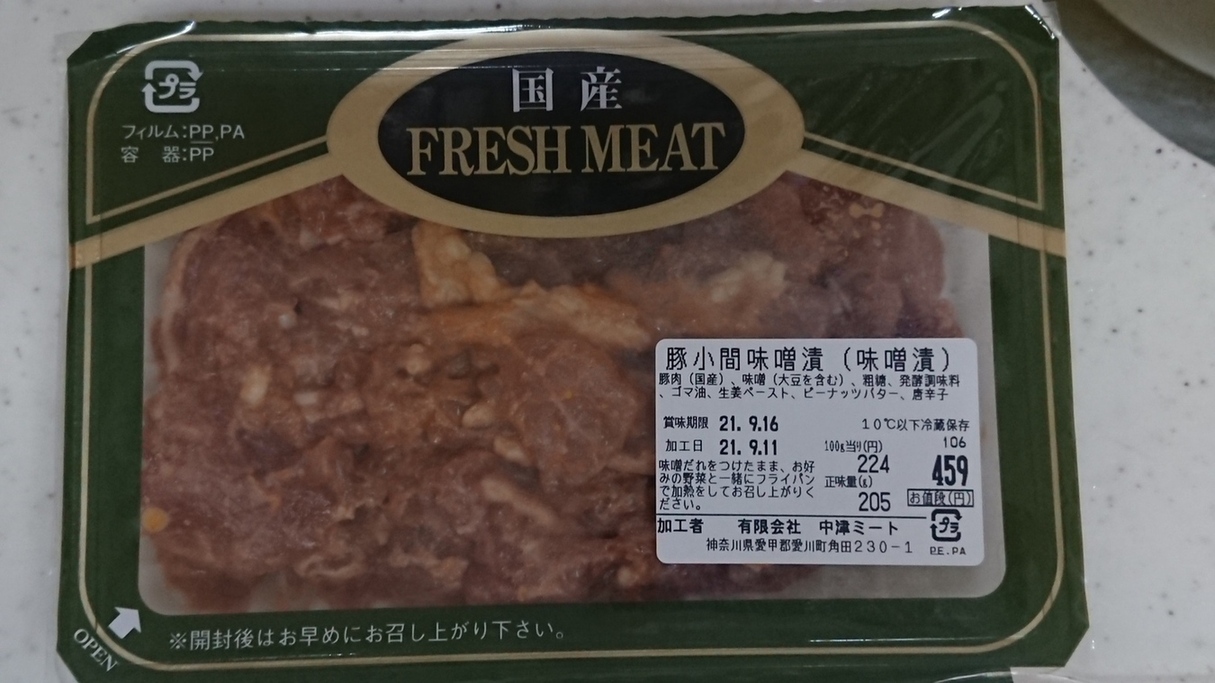 国産
FRESH MEAT
プラ
フィルム:PP,PA
容 器:PP
豚小間味噌漬(味噌漬)
豚肉(国産)、味噌(大豆を含む)、粗糖、発酵調味料
、ゴマ油、生姜ペースト、ピーナッツバター、唐辛子
賞味期限 21. 9.16 10℃以下冷蔵保存
106
加工日 21. 9.11 100g当り(円)
224 459
味噌だれをつけたまま、お好
みの野菜と一緒にフライパン
で加熱をしてお召し上がりく
ださい。
正味量(g)
205 お値段(円)
加工者 有限会社 中津ミート
神奈川県愛甲郡愛川町角田230-1
プラ
PE.PA
OPEN
※開封後はお早めにお召し上がり下さい。